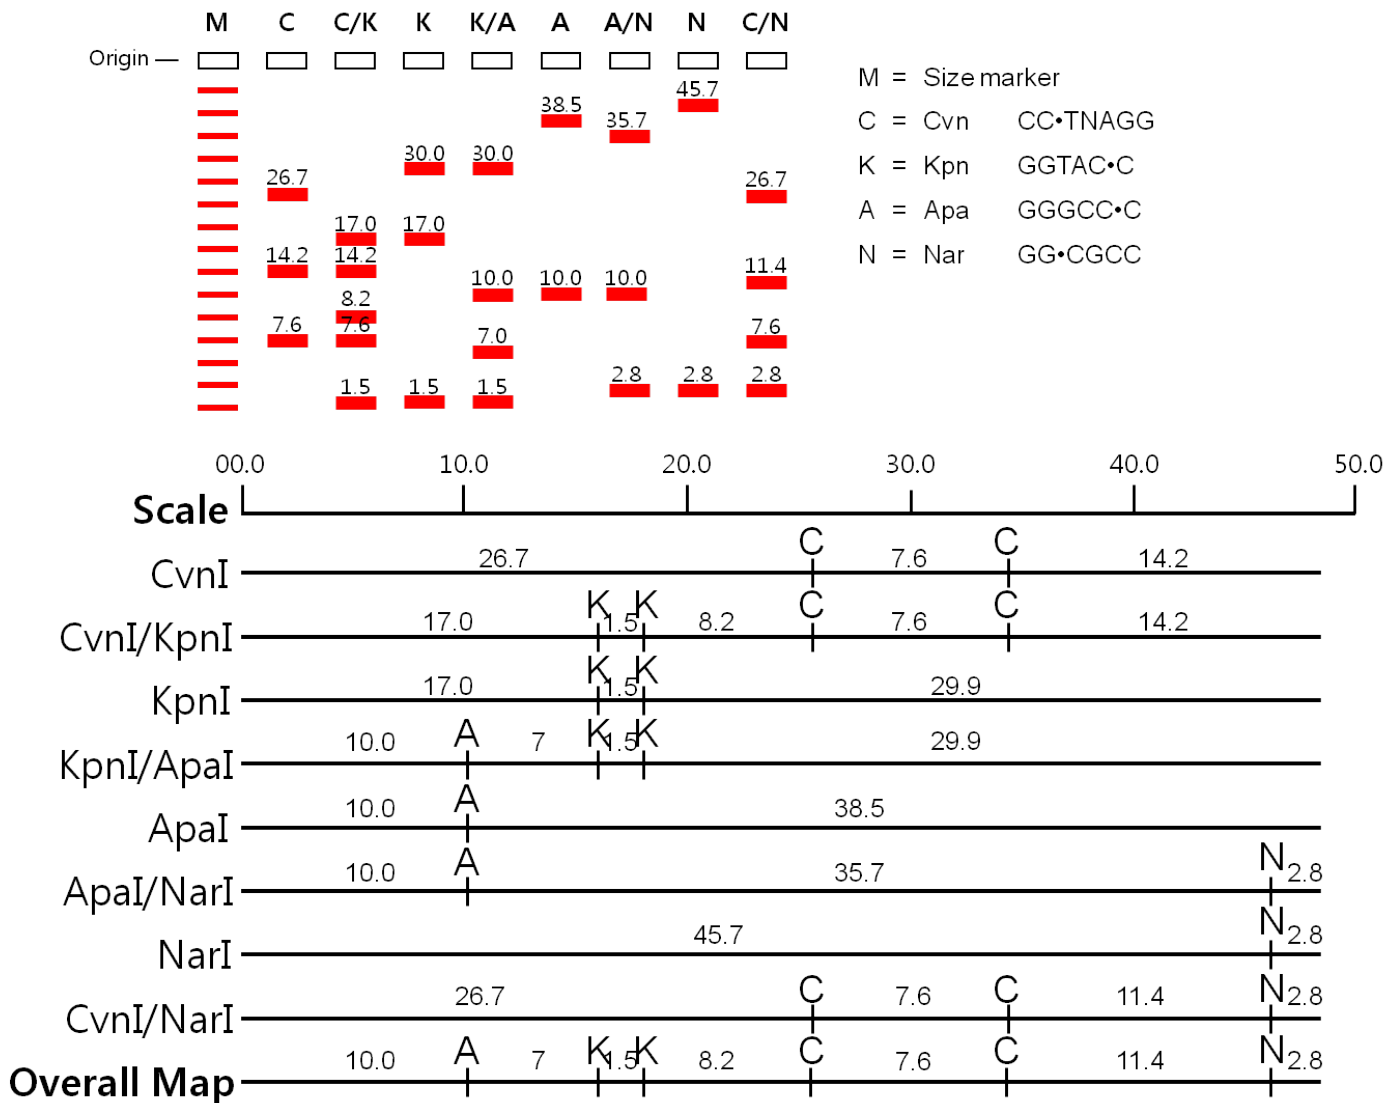 M C C/K K K/A A A/N N C/N
Origin —
45.7
38.5
35.7
30.0 30.0
26.7 26.7
17.0 17.0
14.2 14.2 11.4
10.0 10.0 10.0
8.2
7.6 7.6 7.0 7.6
1.5 1.5 1.5 2.8 2.8 2.8
M = Size marker
C = Cvn CC•TNAGG
K = Kpn GGTAC•C
A = Apa GGGCC•C
N = Nar GG•CGCC
00.0 10.0 20.0 30.0 40.0 50.0
Scale
C C
CvnI 26.7 7.6 14.2
K K C C
CvnI/KpnI 17.0 1.5 8.2 7.6 14.2
K K
KpnI 17.0 1.5 29.9
A K K
KpnI/ApaI 10.0 7 1.5 29.9
A
ApaI 10.0 38.5
A N
ApaI/NarI 10.0 35.7 2.8
N
NarI 45.7 2.8
C C N
CvnI/NarI 26.7 7.6 11.4 2.8
A K K C C N
Overall Map 10.0 7 1.5 8.2 7.6 11.4 2.8